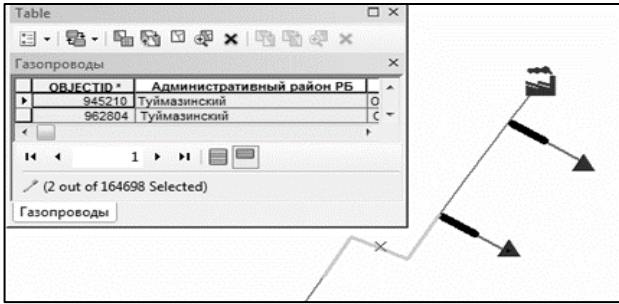 Table
Газопроводы
OBJECTID * Административный район РБ
945210 Туймазинский
962804 Туймазинский
1
(2 out of 164698 Selected)
Газопроводы